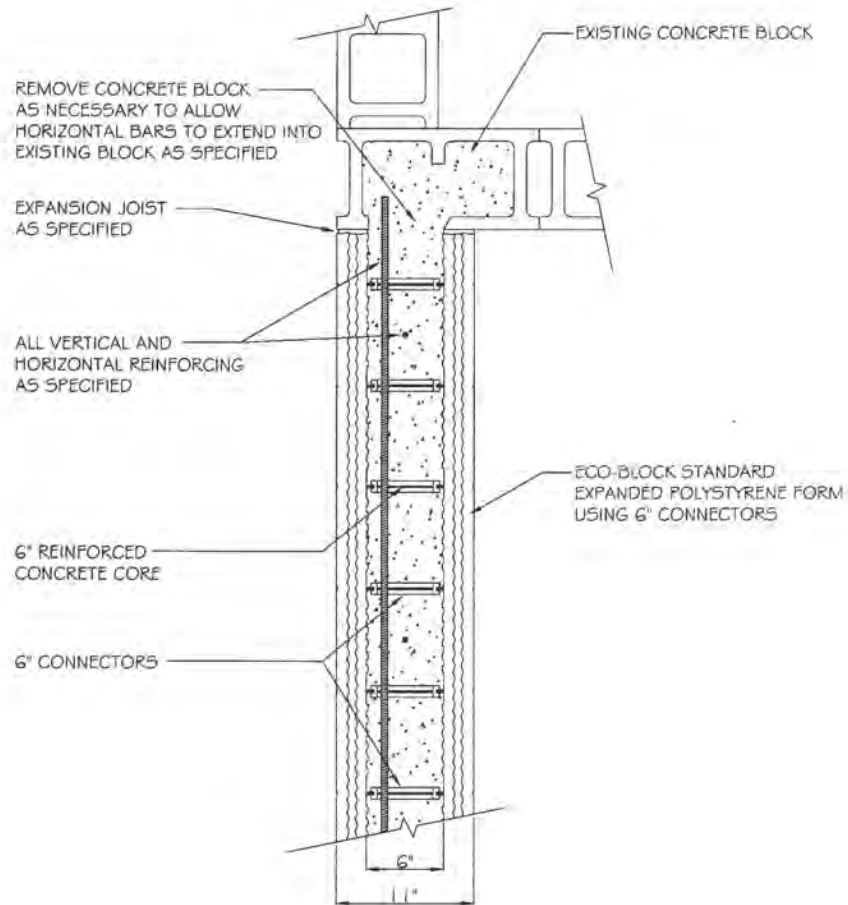 EXISTING CONCRETE BLOCK
REMOVE CONCRETE BLOCK
AS NECESSARY TO ALLOW
HORIZONTAL BARS TO EXTEND INTO
EXISTING BLOCK AS SPECIFIED
EXPANSION JOIST
AS SPECIFIED
ALL VERTICAL AND
HORIZONTAL REINFORCING
AS SPECIFIED
ECO-BLOCK STANDARD
EXPANDED POLYSTYRENE FORM
USING 6" CONNECTORS
6" REINFORCED
CONCRETE CORE
6" CONNECTORS
6"
11"